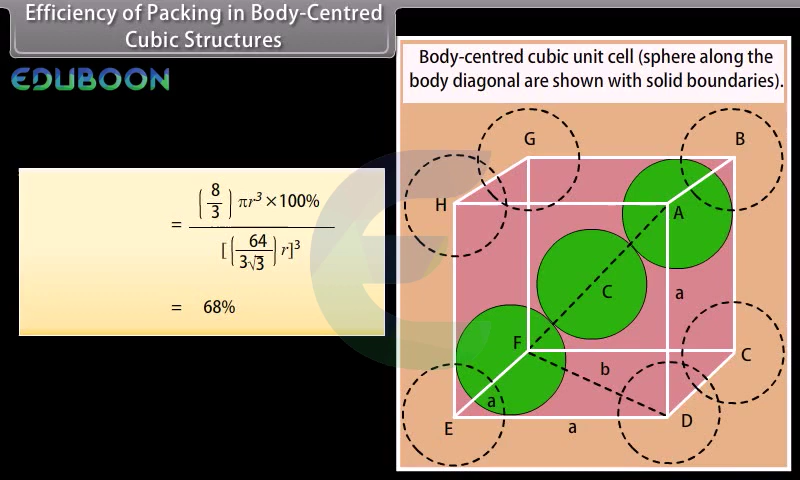 Efficiency of Packing in Body-Centred
Cubic Structures
EDUBOON
Body-centred cubic unit cell (sphere along the
body diagonal are shown with solid boundaries).
= (8/3) πr³ × 100%
[(64/3√3) r]³
= 68%
G
B
H
A
C
a
F
C
b
a
E
D
a